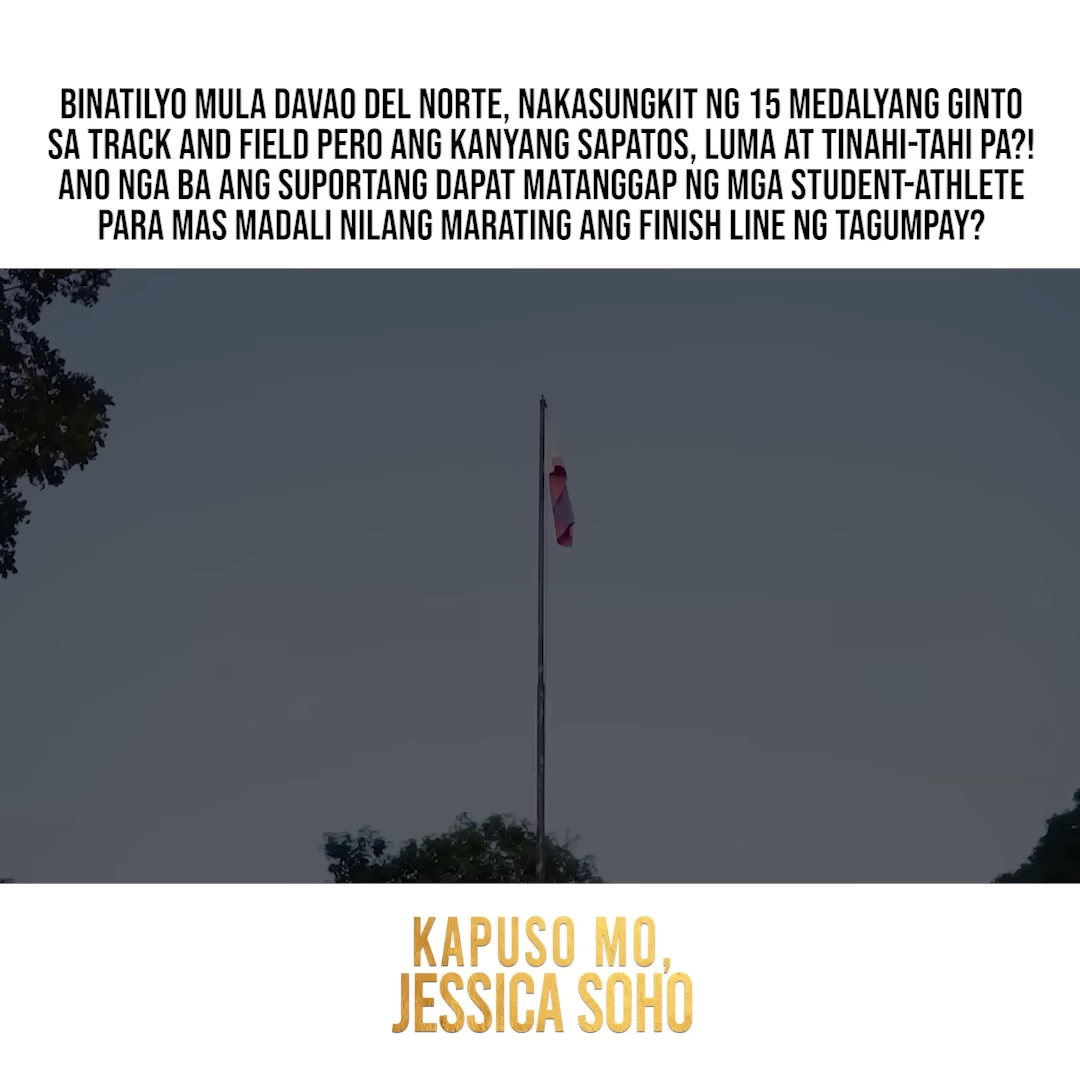 BINATILYO MULA DAVAO DEL NORTE, NAKASUNGKIT NG 15 MEDALYANG GINTO
SA TRACK AND FIELD PERO ANG KANYANG SAPATOS, LUMA AT TINAHI-TAHI PA?!
ANO NGA BA ANG SUPORTANG DAPAT MATANGGAP NG MGA STUDENT-ATHLETE
PARA MAS MADALI NILANG MARATING ANG FINISH LINE NG TAGUMPAY?
KAPUSO MO,
JESSICA SOHO